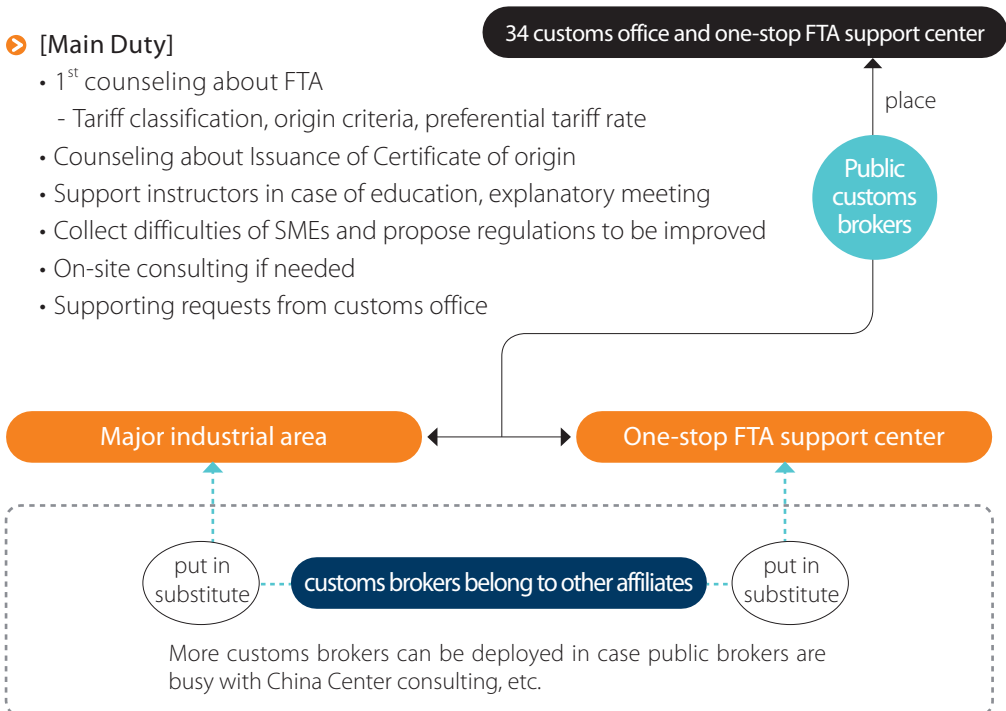 34 customs office and one-stop FTA support center
[Main Duty]
• 1st counseling about FTA
- Tariff classification, origin criteria, preferential tariff rate
• Counseling about Issuance of Certificate of origin
• Support instructors in case of education, explanatory meeting
• Collect difficulties of SMEs and propose regulations to be improved
• On-site consulting if needed
• Supporting requests from customs office
place
Public
customs
brokers
Major industrial area
One-stop FTA support center
put in
substitute
customs brokers belong to other affiliates
put in
substitute
More customs brokers can be deployed in case public brokers are
busy with China Center consulting, etc.